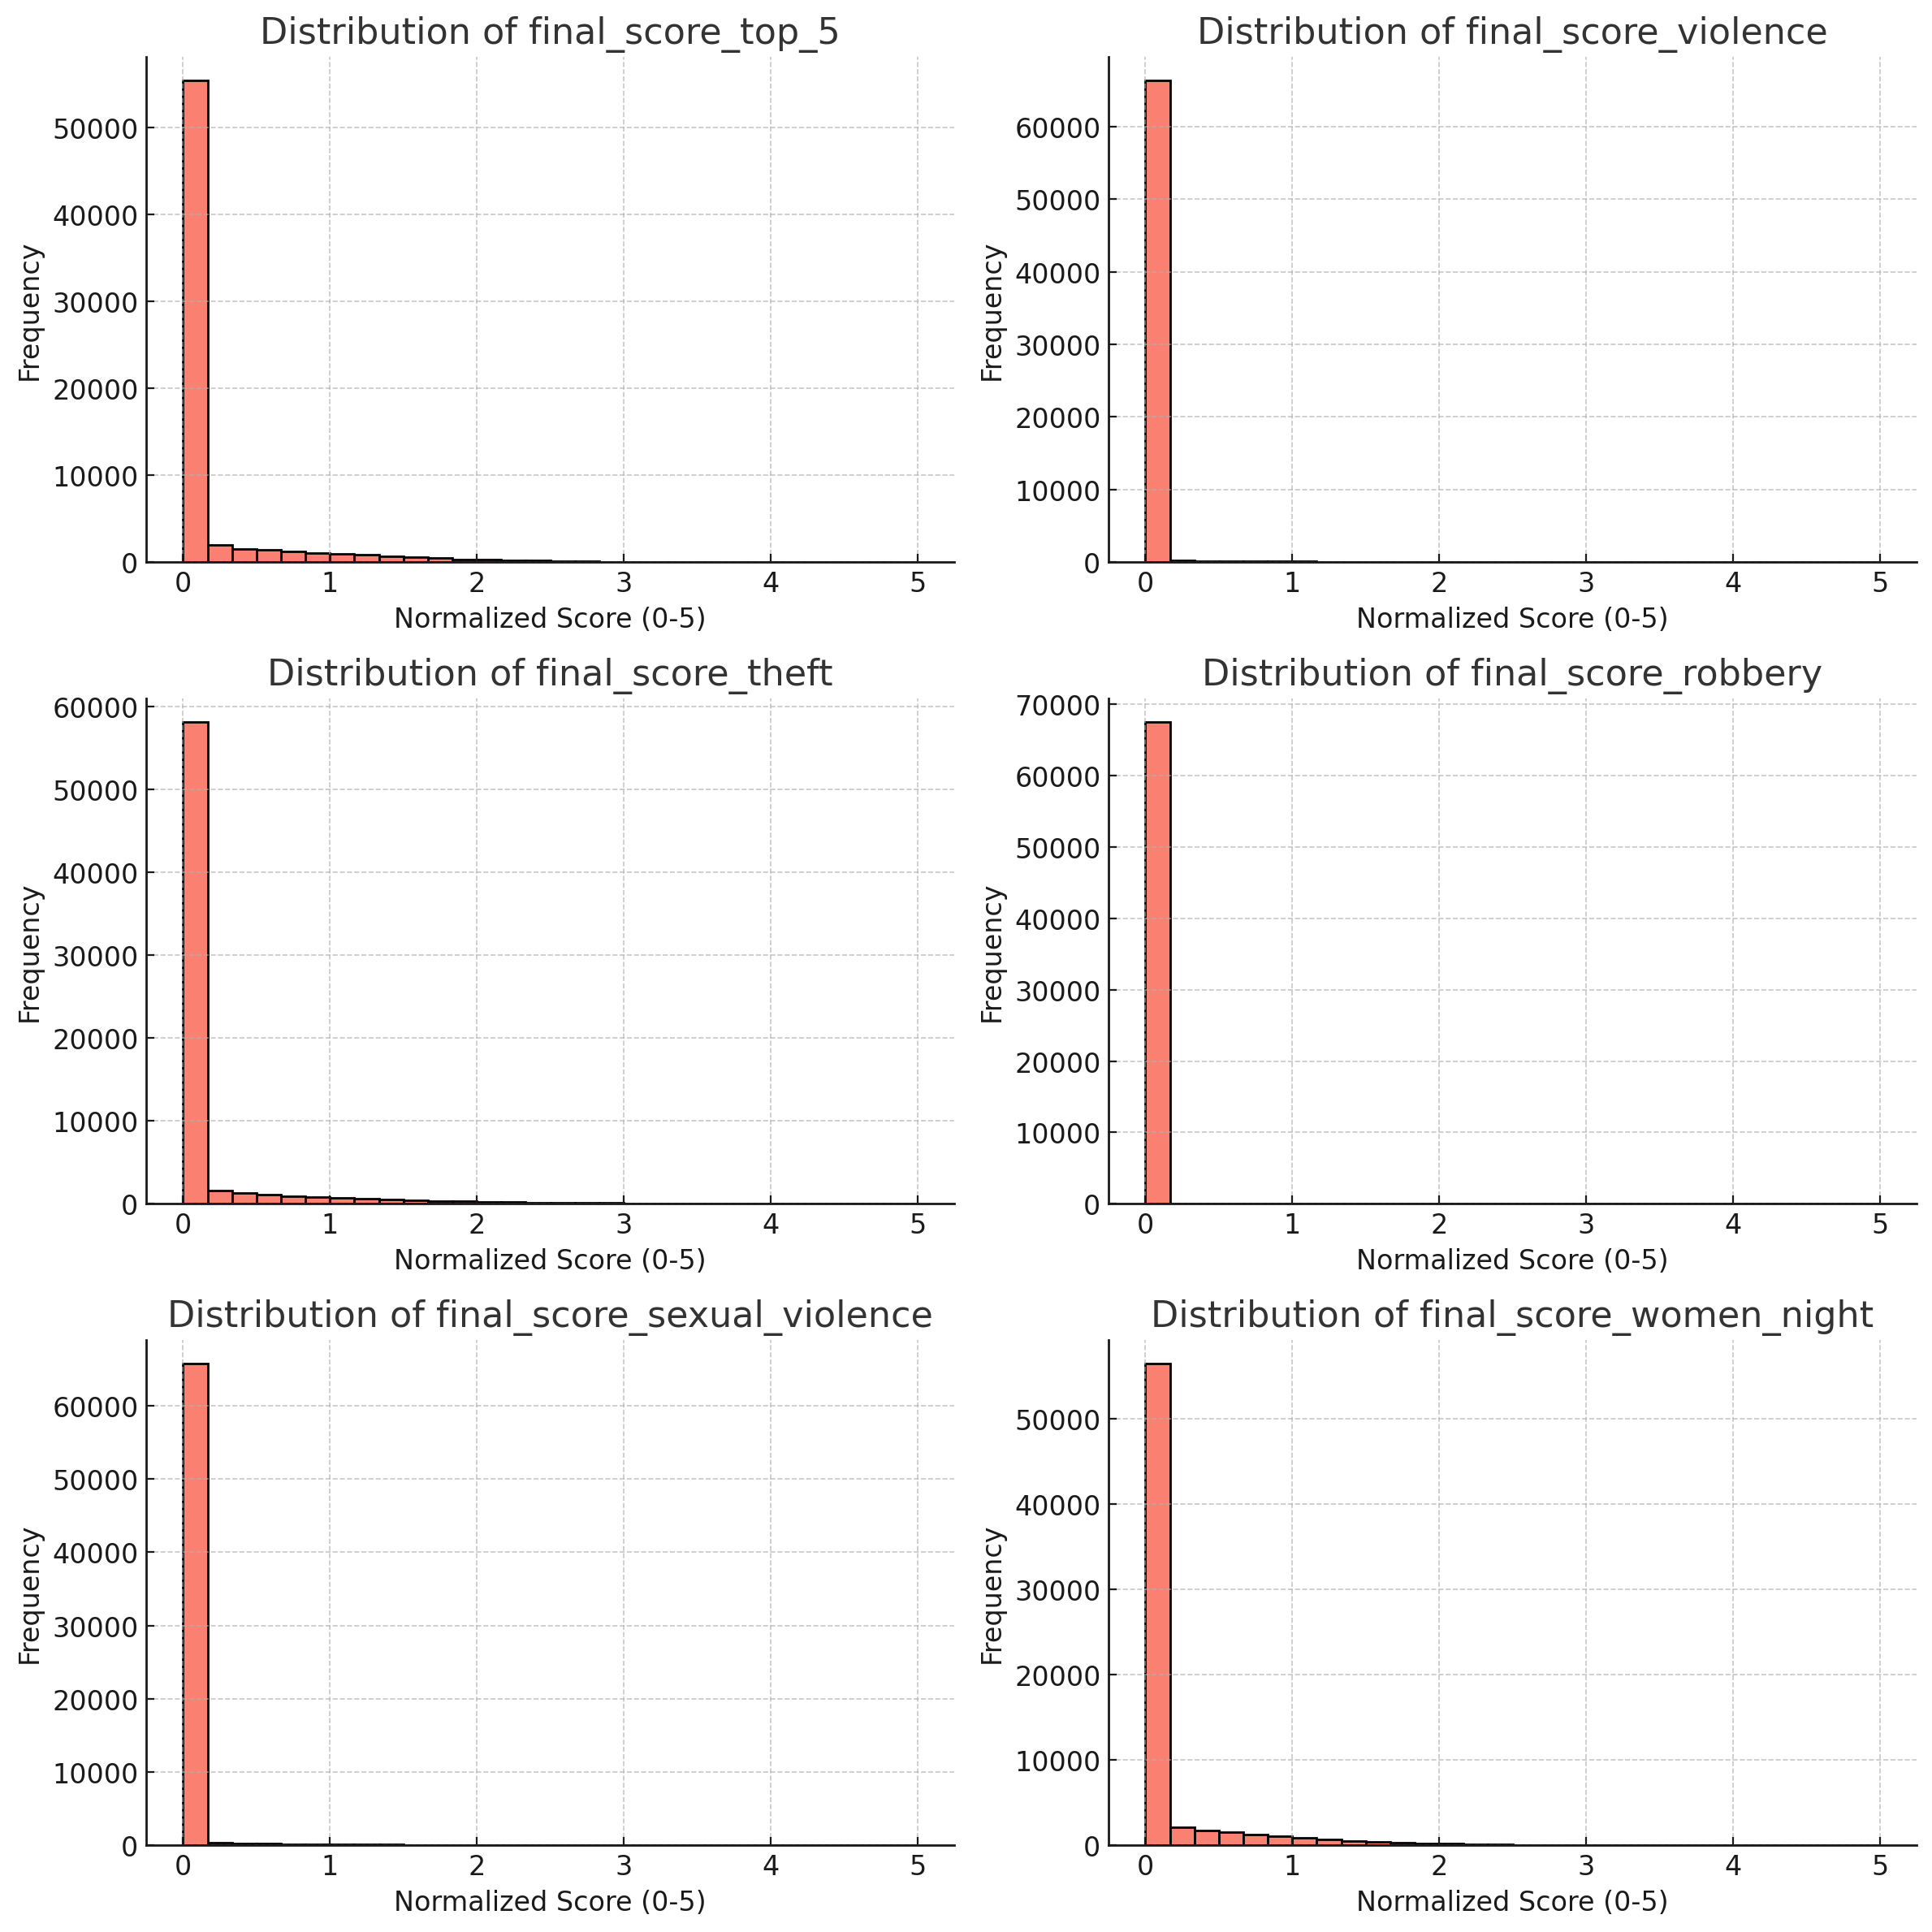 Distribution of final_score_top_5
Frequency
50000
40000
30000
20000
10000
0
0 1 2 3 4 5
Normalized Score (0-5)
Distribution of final_score_violence
Frequency
60000
50000
40000
30000
20000
10000
0
0 1 2 3 4 5
Normalized Score (0-5)
Distribution of final_score_theft
Frequency
60000
50000
40000
30000
20000
10000
0
0 1 2 3 4 5
Normalized Score (0-5)
Distribution of final_score_robbery
Frequency
70000
60000
50000
40000
30000
20000
10000
0
0 1 2 3 4 5
Normalized Score (0-5)
Distribution of final_score_sexual_violence
Frequency
60000
50000
40000
30000
20000
10000
0
0 1 2 3 4 5
Normalized Score (0-5)
Distribution of final_score_women_night
Frequency
50000
40000
30000
20000
10000
0
0 1 2 3 4 5
Normalized Score (0-5)